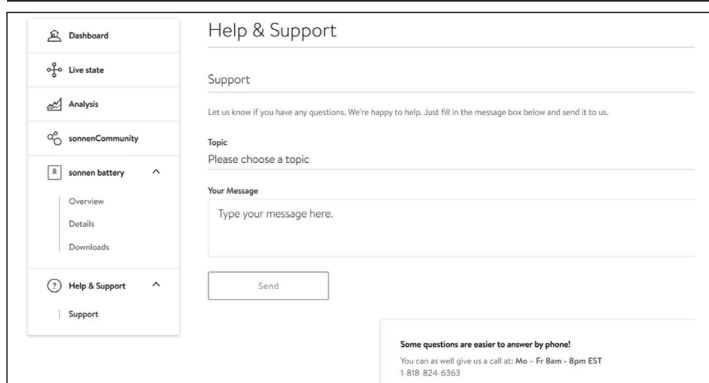 Dashboard
Live state
Analysis
sonnenCommunity
sonnen battery
Overview
Details
Downloads
Help & Support
Support
Help & Support
Support
Let us know if you have any questions. We're happy to help. Just fill in the message box below and send it to us.
Topic
Please choose a topic
Your Message
Type your message here.
Send
Some questions are easier to answer by phone!
You can as well give us a call at: Mo – Fr 8am - 8pm EST
1-818-824-6363